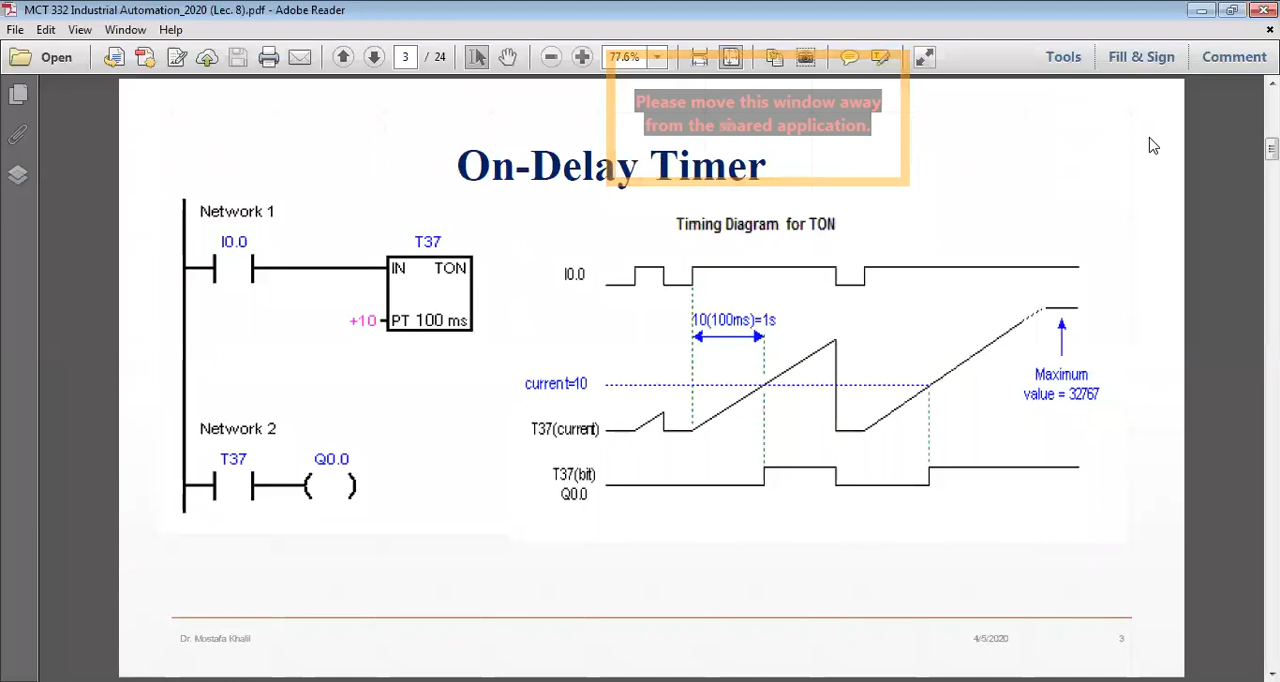 MCT 332 Industrial Automation_2020 (Lec. 8).pdf - Adobe Reader
File Edit View Window Help
Open 3 / 24 77.6% Tools Fill & Sign Comment
Please move this window away
from the shared application.
On-Delay Timer
Network 1
I0.0
T37
IN TON
+10 PT 100 ms
Network 2
T37 Q0.0
Timing Diagram for TON
I0.0
10(100ms)=1s
current=10
Maximum
value = 32767
T37(current)
T37(bit)
Q0.0
Dr. Mostafa Khalil 4/5/2020 3